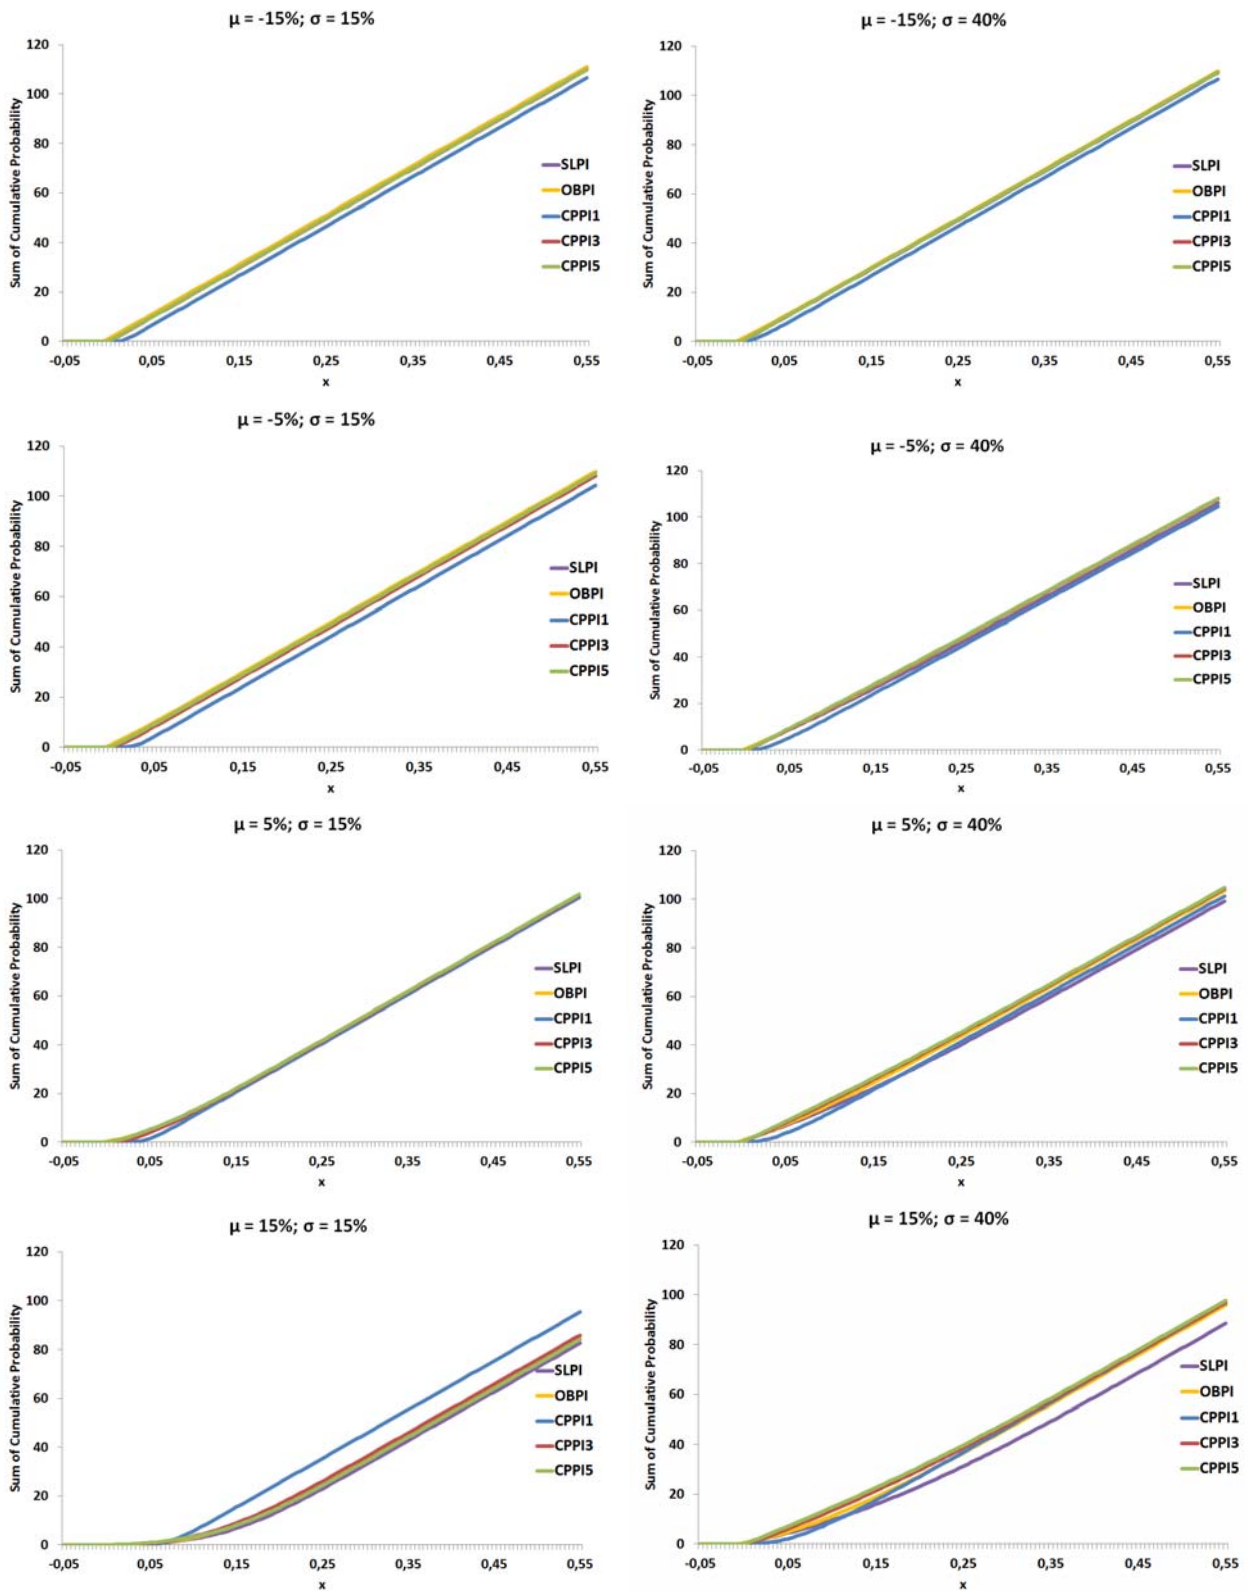 μ = -15%; σ = 15%
120
100
80
60
40
20
0
Sum of Cumulative Probability
-0,05 0,05 0,15 0,25 0,35 0,45 0,55
x
SLPI
OBPI
CPPI1
CPPI3
CPPI5
μ = -15%; σ = 40%
120
100
80
60
40
20
0
Sum of Cumulative Probability
-0,05 0,05 0,15 0,25 0,35 0,45 0,55
x
SLPI
OBPI
CPPI1
CPPI3
CPPI5
μ = -5%; σ = 15%
120
100
80
60
40
20
0
Sum of Cumulative Probability
-0,05 0,05 0,15 0,25 0,35 0,45 0,55
x
SLPI
OBPI
CPPI1
CPPI3
CPPI5
μ = -5%; σ = 40%
120
100
80
60
40
20
0
Sum of Cumulative Probability
-0,05 0,05 0,15 0,25 0,35 0,45 0,55
x
SLPI
OBPI
CPPI1
CPPI3
CPPI5
μ = 5%; σ = 15%
120
100
80
60
40
20
0
Sum of Cumulative Probability
-0,05 0,05 0,15 0,25 0,35 0,45 0,55
x
SLPI
OBPI
CPPI1
CPPI3
CPPI5
μ = 5%; σ = 40%
120
100
80
60
40
20
0
Sum of Cumulative Probability
-0,05 0,05 0,15 0,25 0,35 0,45 0,55
x
SLPI
OBPI
CPPI1
CPPI3
CPPI5
μ = 15%; σ = 15%
120
100
80
60
40
20
0
Sum of Cumulative Probability
-0,05 0,05 0,15 0,25 0,35 0,45 0,55
x
SLPI
OBPI
CPPI1
CPPI3
CPPI5
μ = 15%; σ = 40%
120
100
80
60
40
20
0
Sum of Cumulative Probability
-0,05 0,05 0,15 0,25 0,35 0,45 0,55
x
SLPI
OBPI
CPPI1
CPPI3
CPPI5